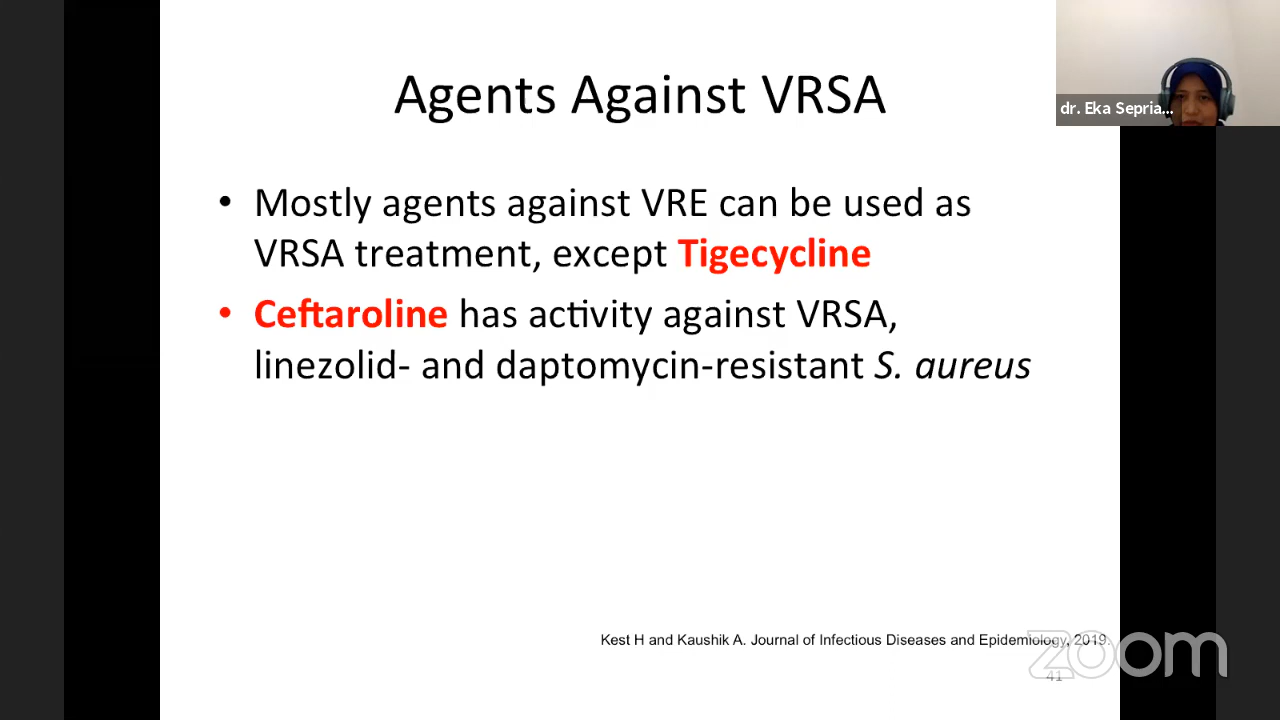 Agents Against VRSA
dr. Eka Sepria...
• Mostly agents against VRE can be used as
VRSA treatment, except Tigecycline
• Ceftaroline has activity against VRSA,
linezolid- and daptomycin-resistant S. aureus
Kest H and Kaushik A. Journal of Infectious Diseases and Epidemiology, 2019.
zoom
41